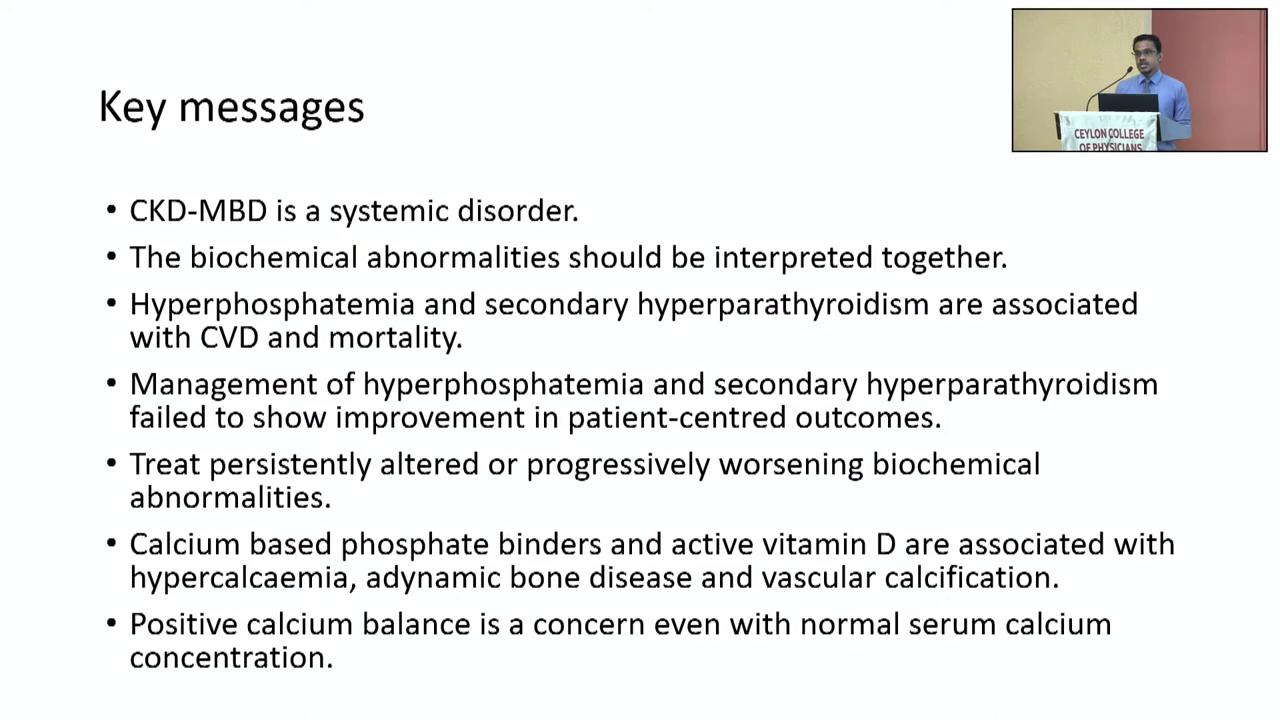 Key messages
• CKD-MBD is a systemic disorder.
• The biochemical abnormalities should be interpreted together.
• Hyperphosphatemia and secondary hyperparathyroidism are associated
with CVD and mortality.
• Management of hyperphosphatemia and secondary hyperparathyroidism
failed to show improvement in patient-centred outcomes.
• Treat persistently altered or progressively worsening biochemical
abnormalities.
• Calcium based phosphate binders and active vitamin D are associated with
hypercalcaemia, adynamic bone disease and vascular calcification.
• Positive calcium balance is a concern even with normal serum calcium
concentration.
CEYLON COLLEGE
OF PHYSICIANS